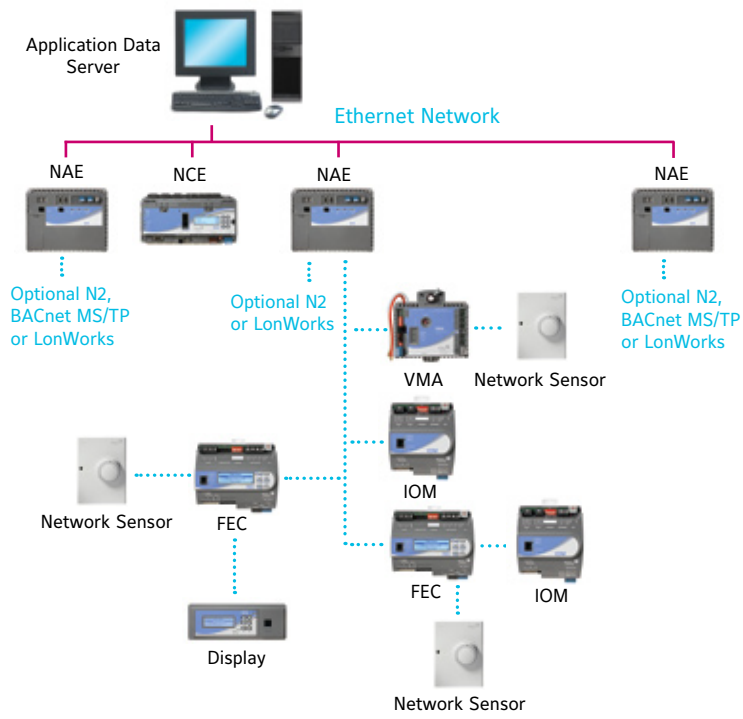 Application Data
Server
Ethernet Network
NAE
NCE
NAE
NAE
Optional N2,
BACnet MS/TP
or LonWorks
Optional N2
or LonWorks
Optional N2,
BACnet MS/TP
or LonWorks
VMA
Network Sensor
IOM
Network Sensor
FEC
FEC
IOM
Display
Network Sensor